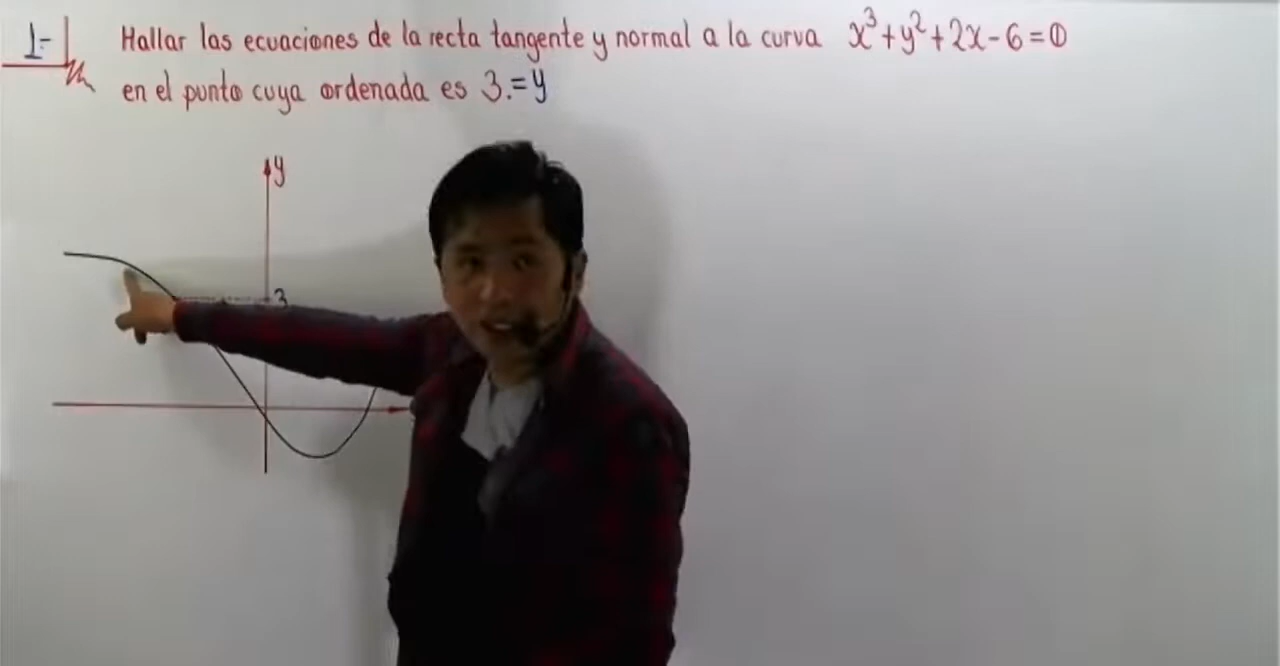 1.- Hallar las ecuaciones de la recta tangente y normal a la curva x³+y²+2x-6=0
en el punto cuya ordenada es 3.=y
y
3